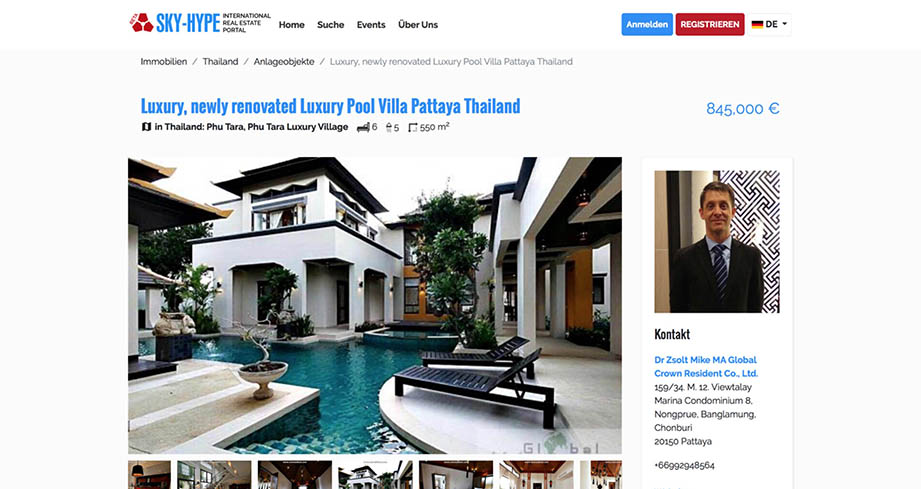 BETA
SKY-HYPE
INTERNATIONAL
REAL ESTATE
PORTAL
Home Suche Events Über Uns
Anmelden REGISTRIEREN DE
Immobilien / Thailand / Anlageobjekte / Luxury, newly renovated Luxury Pool Villa Pattaya Thailand
Luxury, newly renovated Luxury Pool Villa Pattaya Thailand
845,000 €
in Thailand: Phu Tara, Phu Tara Luxury Village 6 5 550 m²
Kontakt
Dr Zsolt Mike MA Global
Crown Resident Co., Ltd.
159/34. M. 12. Viewtalay
Marina Condominium 8,
Nongprue, Banglamung,
Chonburi
20150 Pattaya
+66992948564